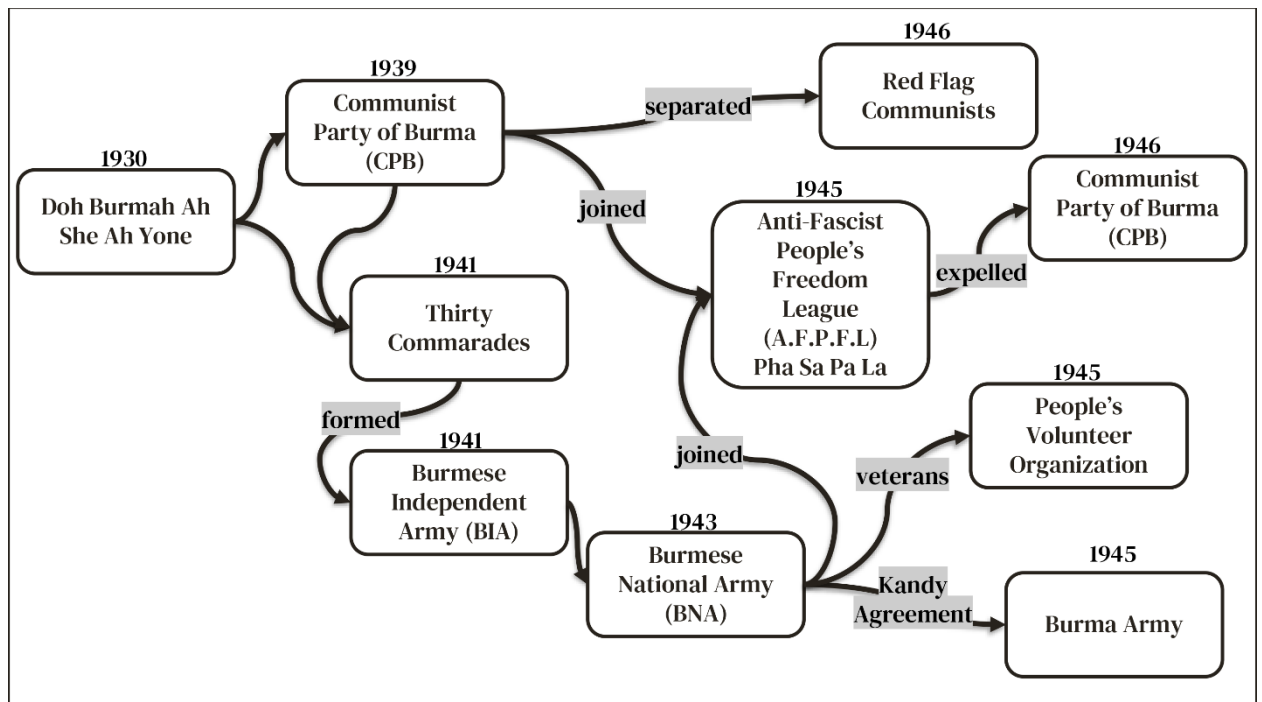 1946
Red Flag
Communists
1939
Communist
Party of Burma
(CPB)
separated
1930
Doh Burmah Ah
She Ah Yone
joined
1945
Anti-Fascist
People's
Freedom
League
(A.F.P.F.L)
Pha Sa Pa La
1946
Communist
Party of Burma
(CPB)
expelled
1941
Thirty
Commarades
formed
1941
Burmese
Independent
Army (BIA)
joined
1943
Burmese
National Army
(BNA)
veterans
1945
People's
Volunteer
Organization
Kandy
Agreement
1945
Burma Army